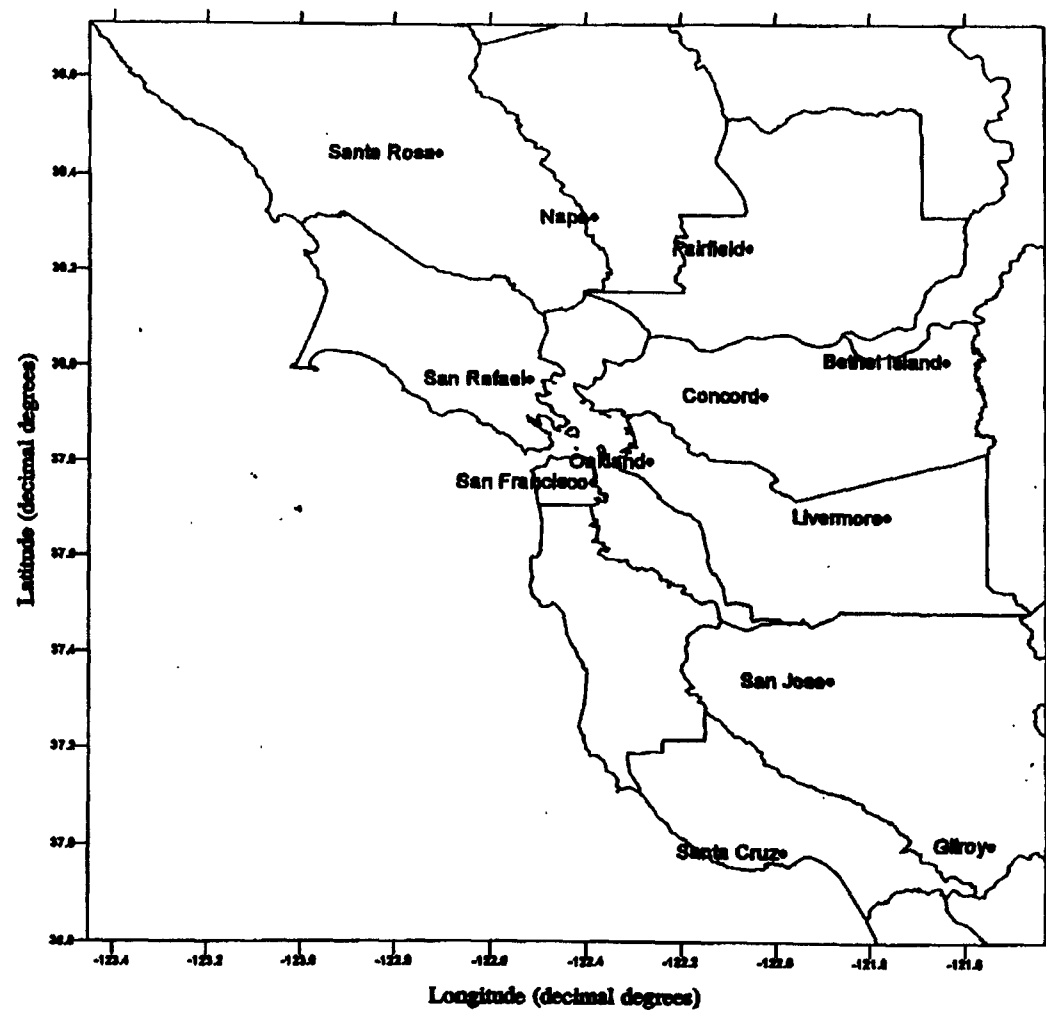 38.6
Santa Rosa
38.4
Napa
Fairfield
38.2
38.0
Bethel Island
San Rafael
Concord
37.8
Oakland
San Francisco
Livermore
37.6
37.4
San Jose
37.2
37.0
Santa Cruz
Gilroy
36.8
Latitude (decimal degrees)
-123.4 -123.2 -123.0 -122.8 -122.6 -122.4 -122.2 -122.0 -121.8 -121.6
Longitude (decimal degrees)